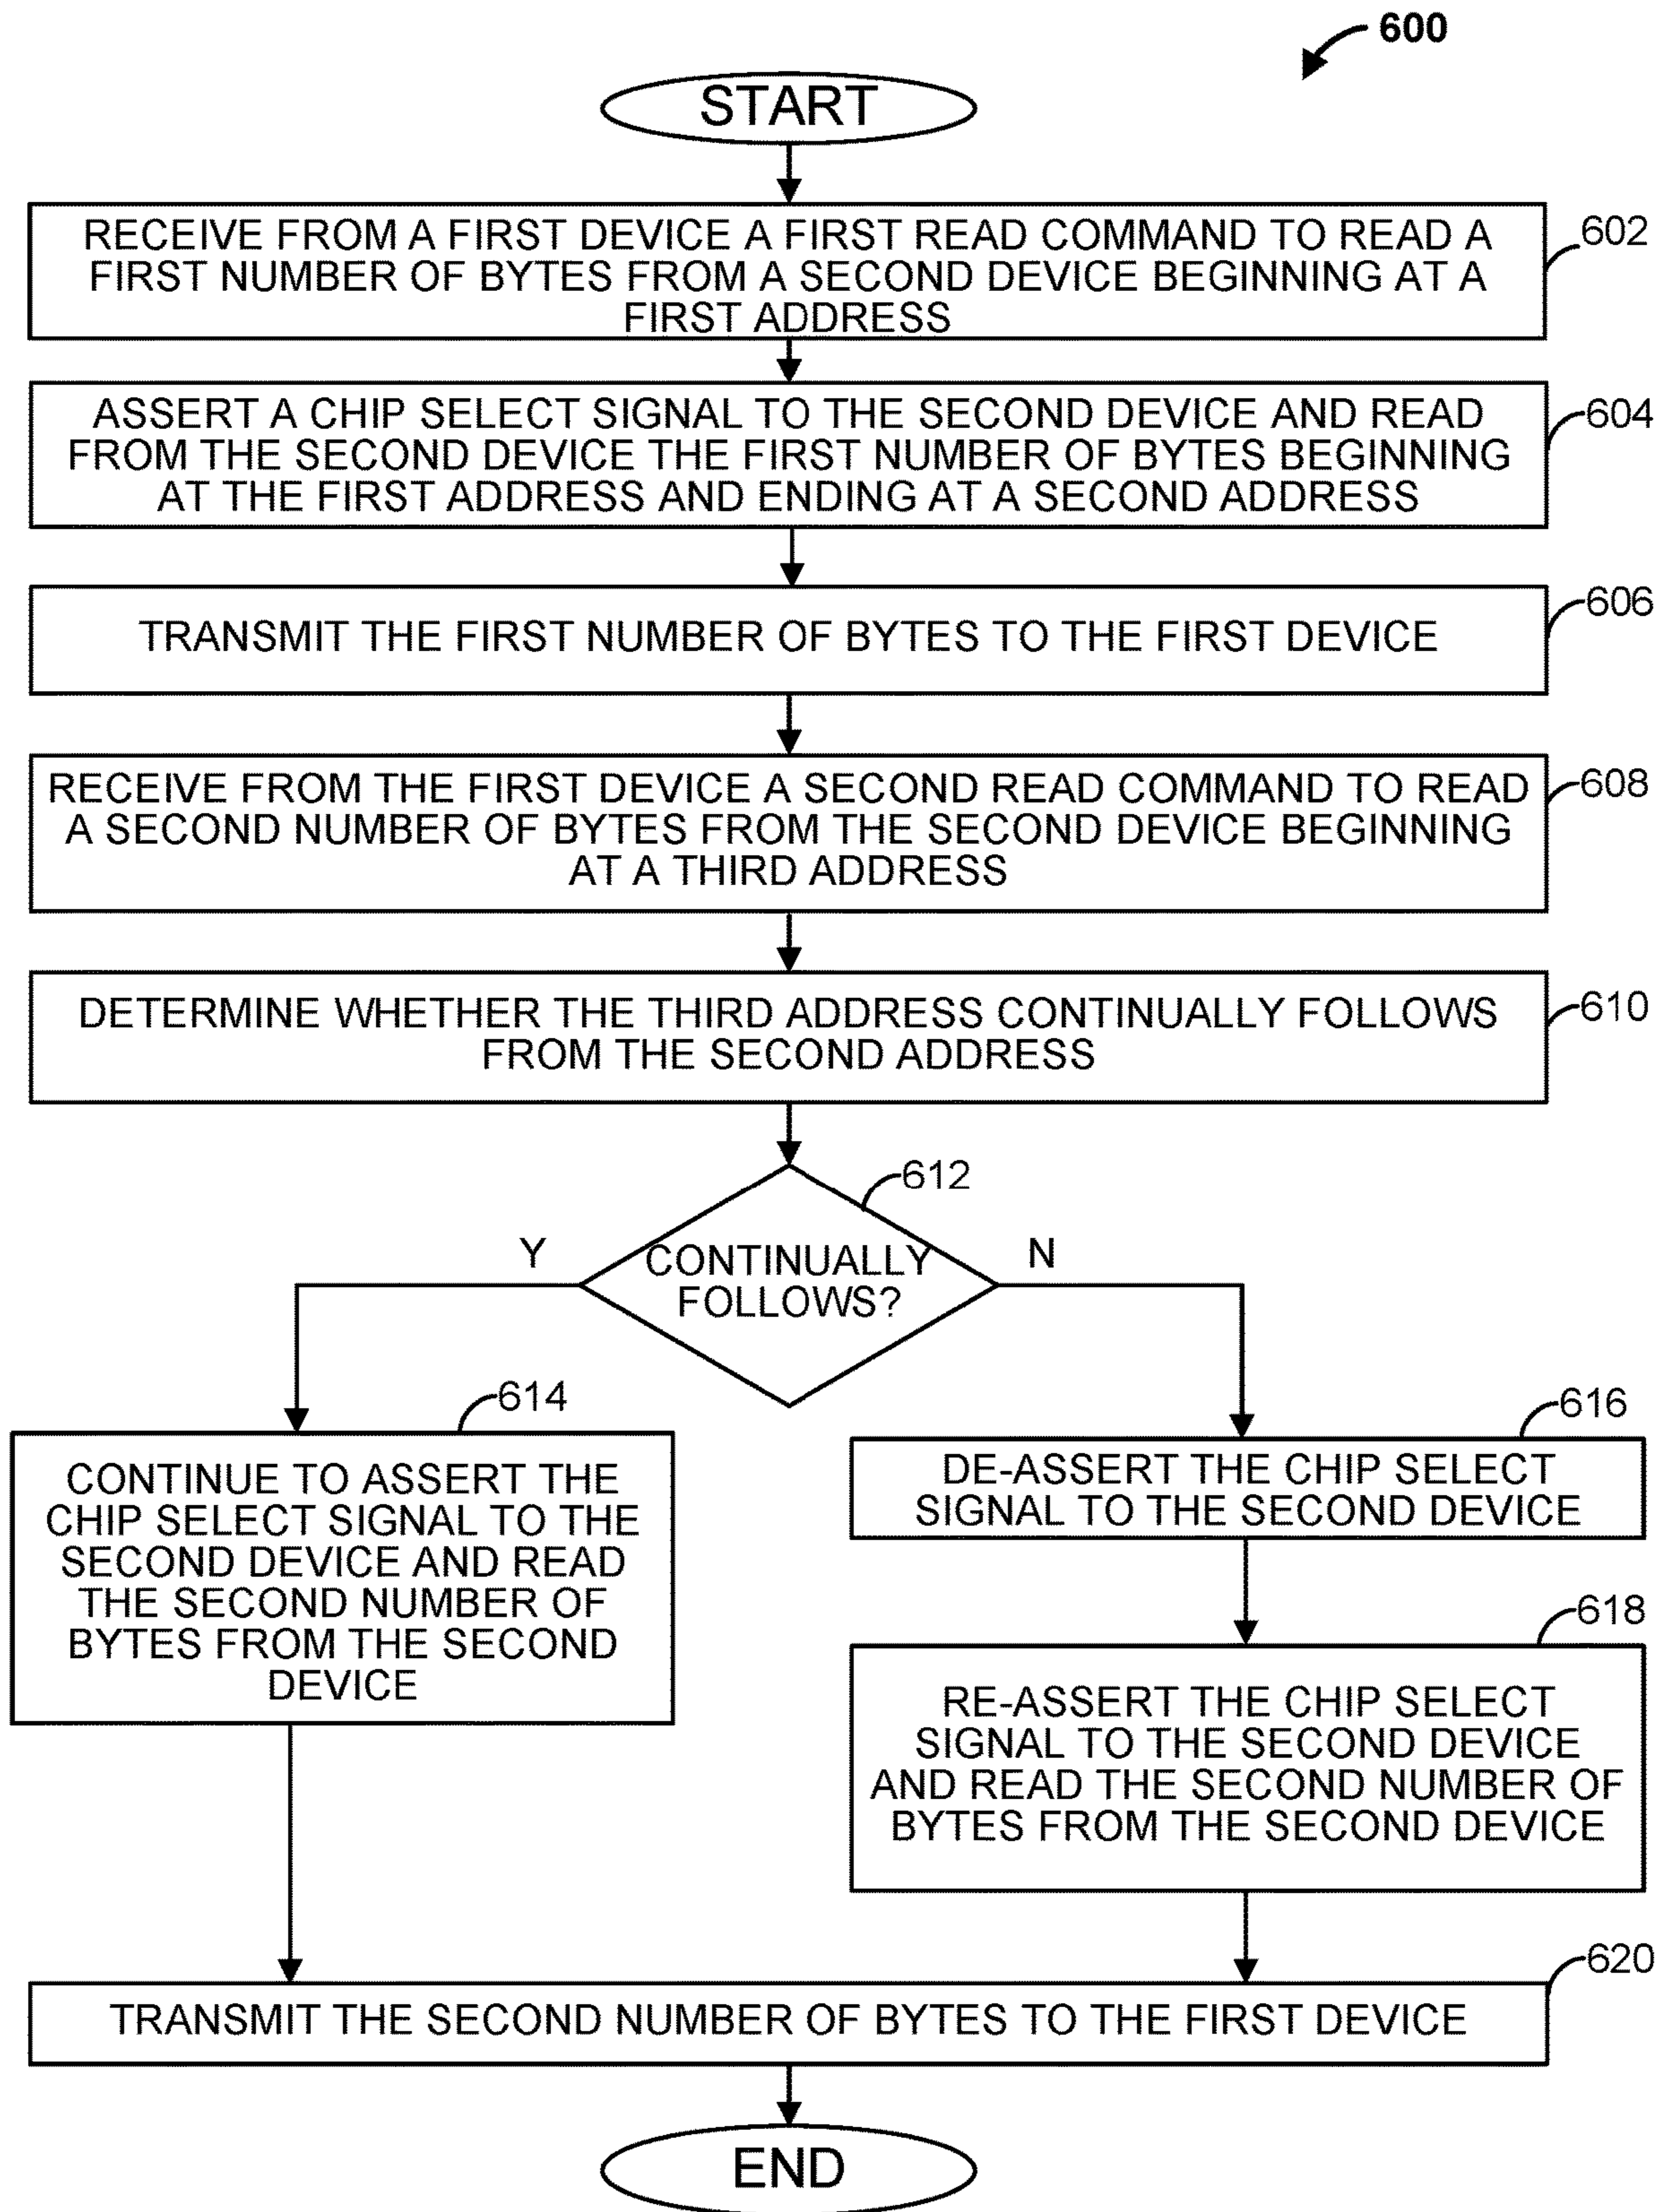 600
START
RECEIVE FROM A FIRST DEVICE A FIRST READ COMMAND TO READ A
FIRST NUMBER OF BYTES FROM A SECOND DEVICE BEGINNING AT A
FIRST ADDRESS
602
ASSERT A CHIP SELECT SIGNAL TO THE SECOND DEVICE AND READ
FROM THE SECOND DEVICE THE FIRST NUMBER OF BYTES BEGINNING
AT THE FIRST ADDRESS AND ENDING AT A SECOND ADDRESS
604
TRANSMIT THE FIRST NUMBER OF BYTES TO THE FIRST DEVICE
606
RECEIVE FROM THE FIRST DEVICE A SECOND READ COMMAND TO READ
A SECOND NUMBER OF BYTES FROM THE SECOND DEVICE BEGINNING
AT A THIRD ADDRESS
608
DETERMINE WHETHER THE THIRD ADDRESS CONTINUALLY FOLLOWS
FROM THE SECOND ADDRESS
610
612
CONTINUALLY
FOLLOWS?
Y
N
614
CONTINUE TO ASSERT THE
CHIP SELECT SIGNAL TO THE
SECOND DEVICE AND READ
THE SECOND NUMBER OF
BYTES FROM THE SECOND
DEVICE
616
DE-ASSERT THE CHIP SELECT
SIGNAL TO THE SECOND DEVICE
618
RE-ASSERT THE CHIP SELECT
SIGNAL TO THE SECOND DEVICE
AND READ THE SECOND NUMBER OF
BYTES FROM THE SECOND DEVICE
620
TRANSMIT THE SECOND NUMBER OF BYTES TO THE FIRST DEVICE
END